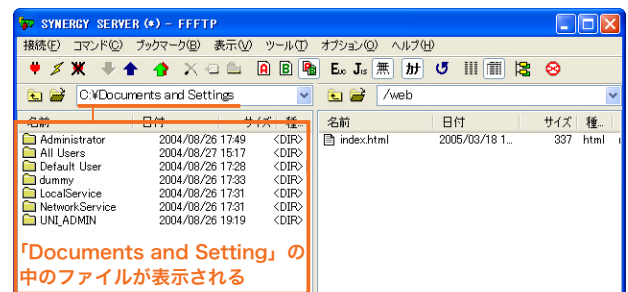 SYNERGY SERVER (*) - FFFTP
接続(F) コマンド(C) ブックマーク(B) 表示(V) ツール(T) オプション(O) ヘルプ(H)
A B Euc Jis 無 カナ
C:¥Documents and Settings /web
名前 日付 サイズ 種... 名前 日付 サイズ 種...
Administrator 2004/08/26 17:49 <DIR> index.html 2005/03/18 1... 337 html
All Users 2004/08/27 15:17 <DIR>
Default User 2004/08/26 17:28 <DIR>
dummy 2004/08/26 17:33 <DIR>
LocalService 2004/08/26 17:31 <DIR>
NetworkService 2004/08/26 17:31 <DIR>
UNI_ADMIN 2004/08/26 19:19 <DIR>
「Documents and Setting」の
中のファイルが表示される